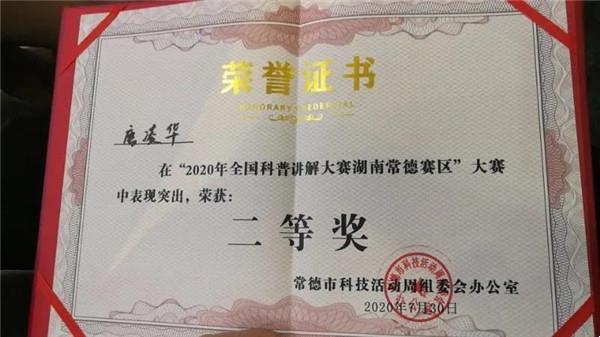 荣誉证书
HONORARY CREDENTIAL
唐凌华
在“2020年全国科普讲解大赛湖南常德赛区”大赛
中表现突出，荣获：
二等奖
常德市科技活动周组委会办公室
2020年7月30日